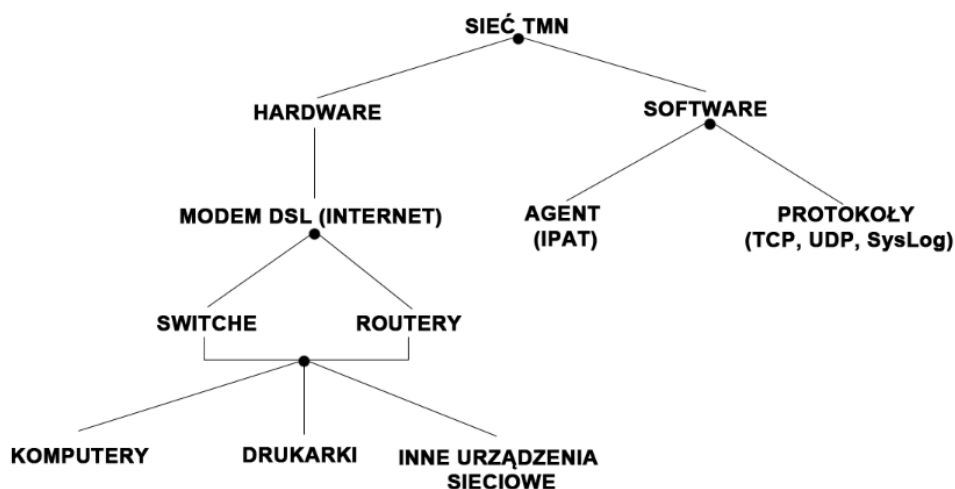 SIEĆ TMN
HARDWARE
SOFTWARE
MODEM DSL (INTERNET)
AGENT
(IPAT)
PROTOKOŁY
(TCP, UDP, SysLog)
SWITCHE
ROUTERY
KOMPUTERY
DRUKARKI
INNE URZĄDZENIA
SIECIOWE